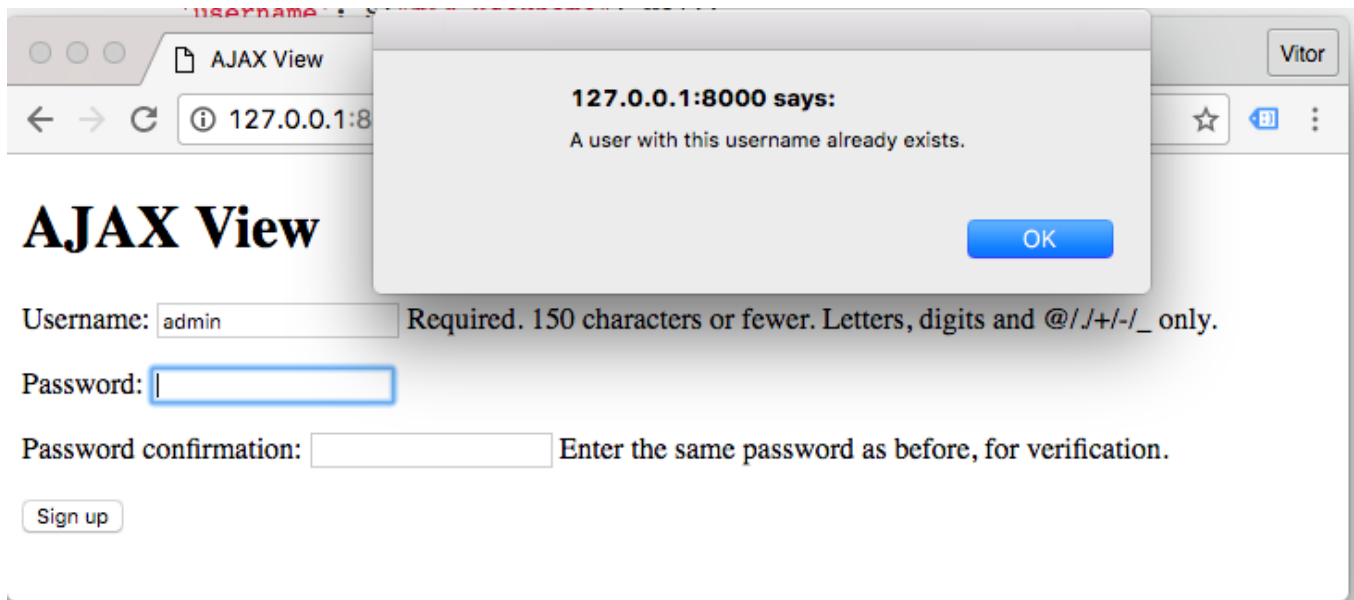 'username':
AJAX View
Vitor
127.0.0.1:8
127.0.0.1:8000 says:
A user with this username already exists.
OK
AJAX View
Username: admin Required. 150 characters or fewer. Letters, digits and @/./+/-/_ only.
Password:
Password confirmation: Enter the same password as before, for verification.
Sign up